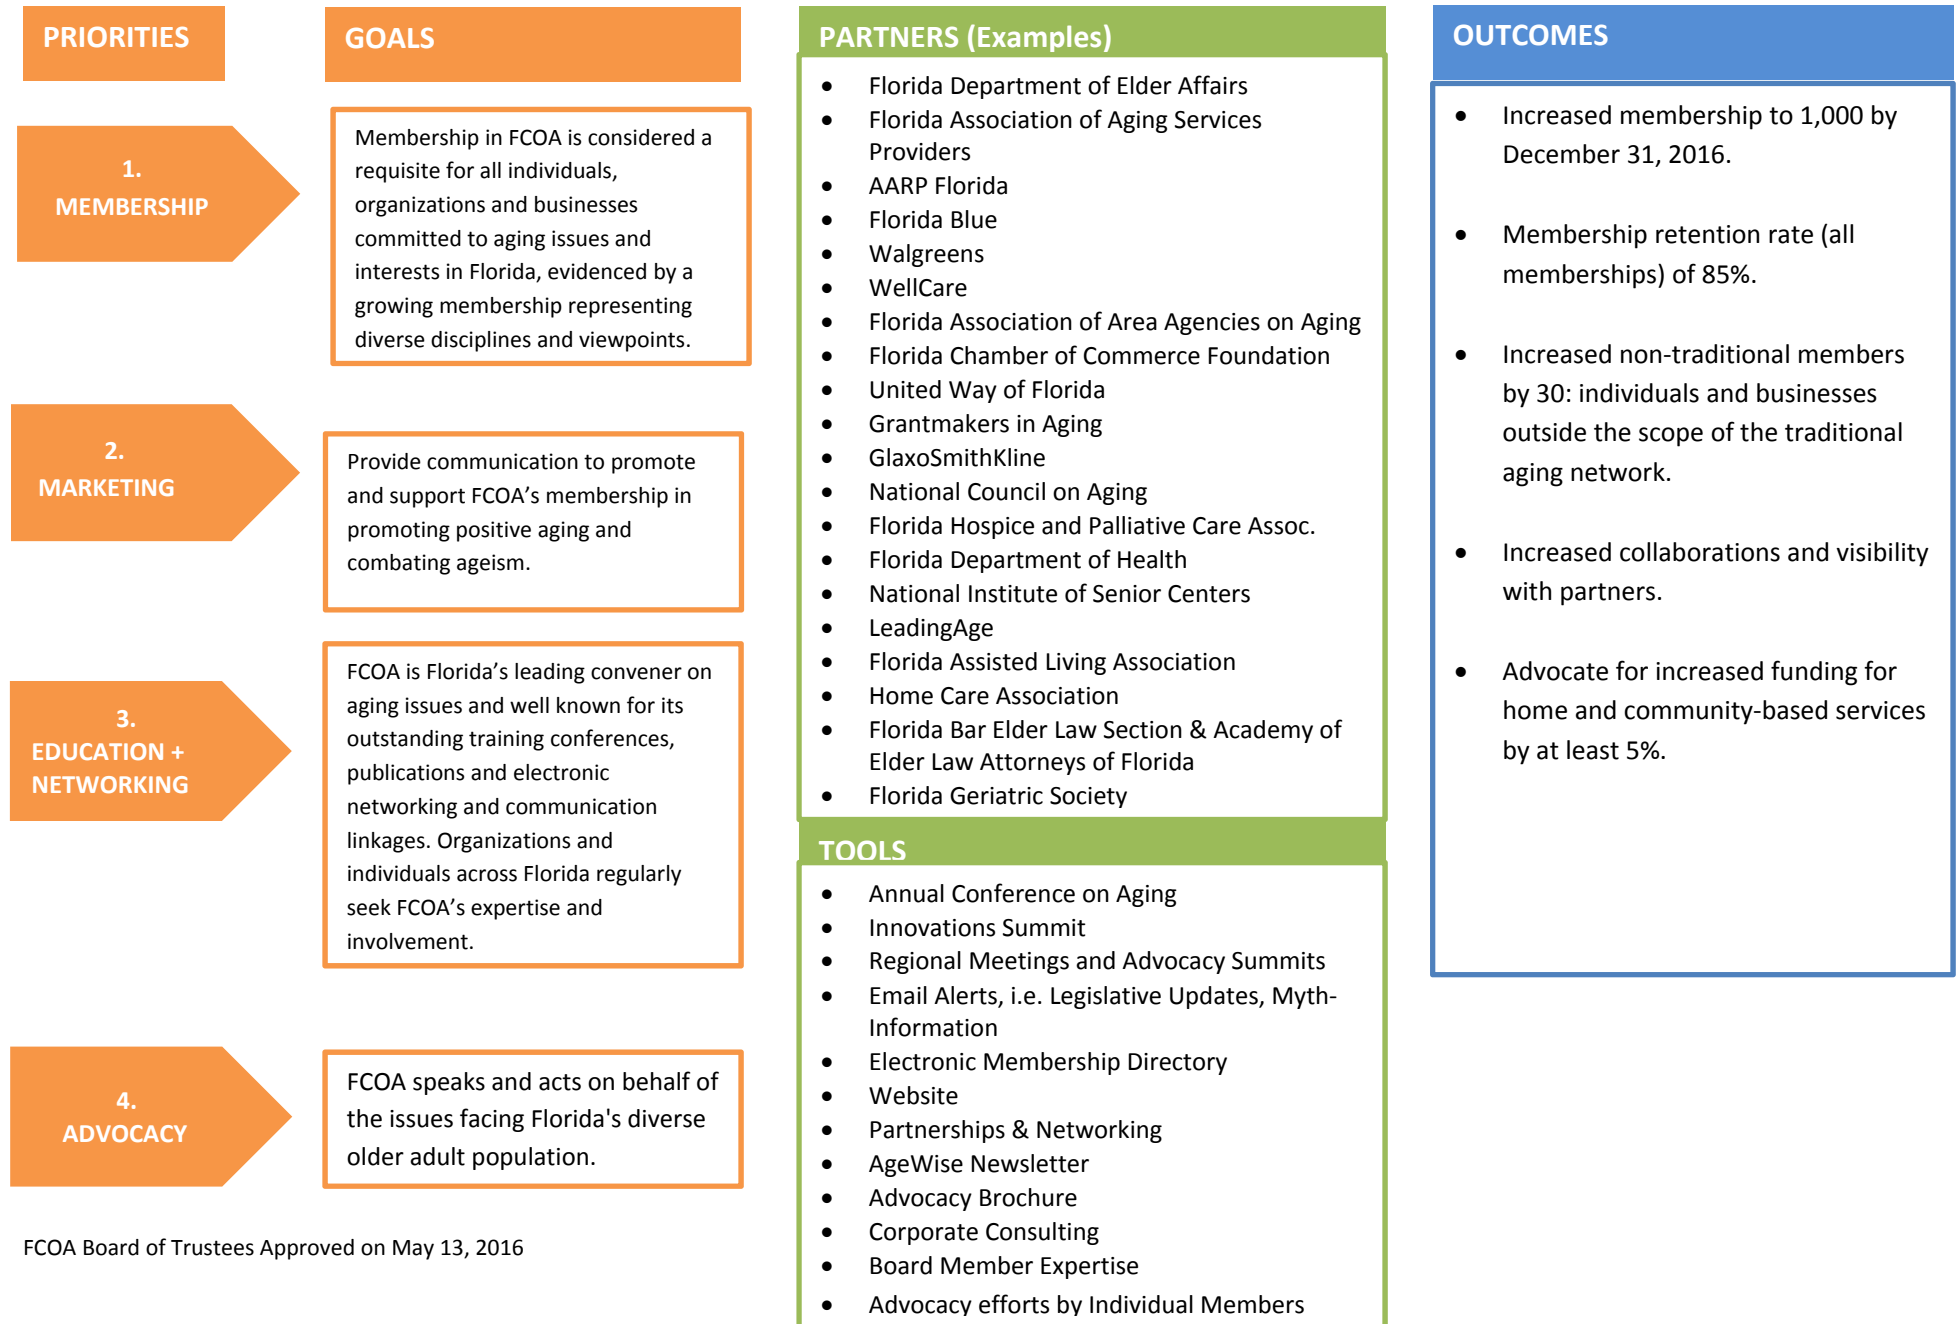 PRIORITIES
GOALS
1.
MEMBERSHIP
Membership in FCOA is considered a
requisite for all individuals,
organizations and businesses
committed to aging issues and
interests in Florida, evidenced by a
growing membership representing
diverse disciplines and viewpoints.
2.
MARKETING
Provide communication to promote
and support FCOA’s membership in
promoting positive aging and
combating ageism.
3.
EDUCATION +
NETWORKING
FCOA is Florida’s leading convener on
aging issues and well known for its
outstanding training conferences,
publications and electronic
networking and communication
linkages. Organizations and
individuals across Florida regularly
seek FCOA’s expertise and
involvement.
4.
ADVOCACY
FCOA speaks and acts on behalf of
the issues facing Florida's diverse
older adult population.
FCOA Board of Trustees Approved on May 13, 2016
PARTNERS (Examples)
• Florida Department of Elder Affairs
• Florida Association of Aging Services
Providers
• AARP Florida
• Florida Blue
• Walgreens
• WellCare
• Florida Association of Area Agencies on Aging
• Florida Chamber of Commerce Foundation
• United Way of Florida
• Grantmakers in Aging
• GlaxoSmithKline
• National Council on Aging
• Florida Hospice and Palliative Care Assoc.
• Florida Department of Health
• National Institute of Senior Centers
• LeadingAge
• Florida Assisted Living Association
• Home Care Association
• Florida Bar Elder Law Section & Academy of
Elder Law Attorneys of Florida
• Florida Geriatric Society
TOOLS
• Annual Conference on Aging
• Innovations Summit
• Regional Meetings and Advocacy Summits
• Email Alerts, i.e. Legislative Updates, Myth-
Information
• Electronic Membership Directory
• Website
• Partnerships & Networking
• AgeWise Newsletter
• Advocacy Brochure
• Corporate Consulting
• Board Member Expertise
• Advocacy efforts by Individual Members
OUTCOMES
• Increased membership to 1,000 by
December 31, 2016.
• Membership retention rate (all
memberships) of 85%.
• Increased non-traditional members
by 30: individuals and businesses
outside the scope of the traditional
aging network.
• Increased collaborations and visibility
with partners.
• Advocate for increased funding for
home and community-based services
by at least 5%.